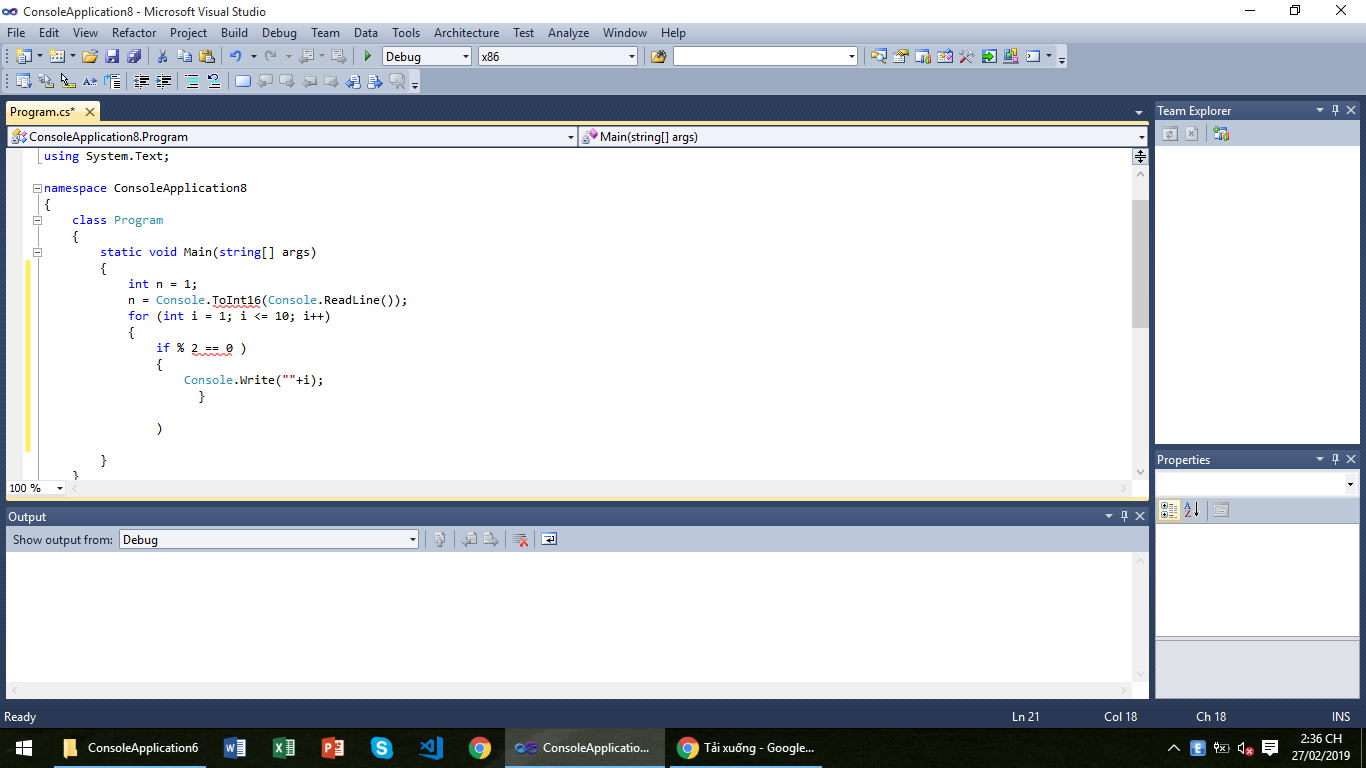 ConsoleApplication8 - Microsoft Visual Studio
File Edit View Refactor Project Build Debug Team Data Tools Architecture Test Analyze Window Help
Debug x86
Program.cs*
ConsoleApplication8.Program Main(string[] args)
using System.Text;
namespace ConsoleApplication8
{
class Program
{
static void Main(string[] args)
{
int n = 1;
n = Console.ToInt16(Console.ReadLine());
for (int i = 1; i <= 10; i++)
{
if % 2 == 0 )
{
Console.Write(""+i);
}
)
}
}
100 %
Team Explorer
Properties
Output
Show output from: Debug
Ready Ln 21 Col 18 Ch 18 INS
ConsoleApplication6 ConsoleApplicatio... Tải xuống - Google...
2:36 CH
27/02/2019